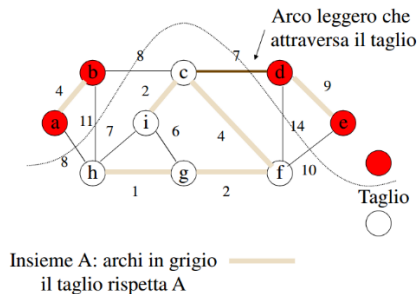 Arco leggero che
attraversa il taglio
8
7
b
c
d
4
9
2
a
11
7
i
6
4
14
e
8
h
g
f
10
1
2
Taglio
Insieme A: archi in grigio
il taglio rispetta A